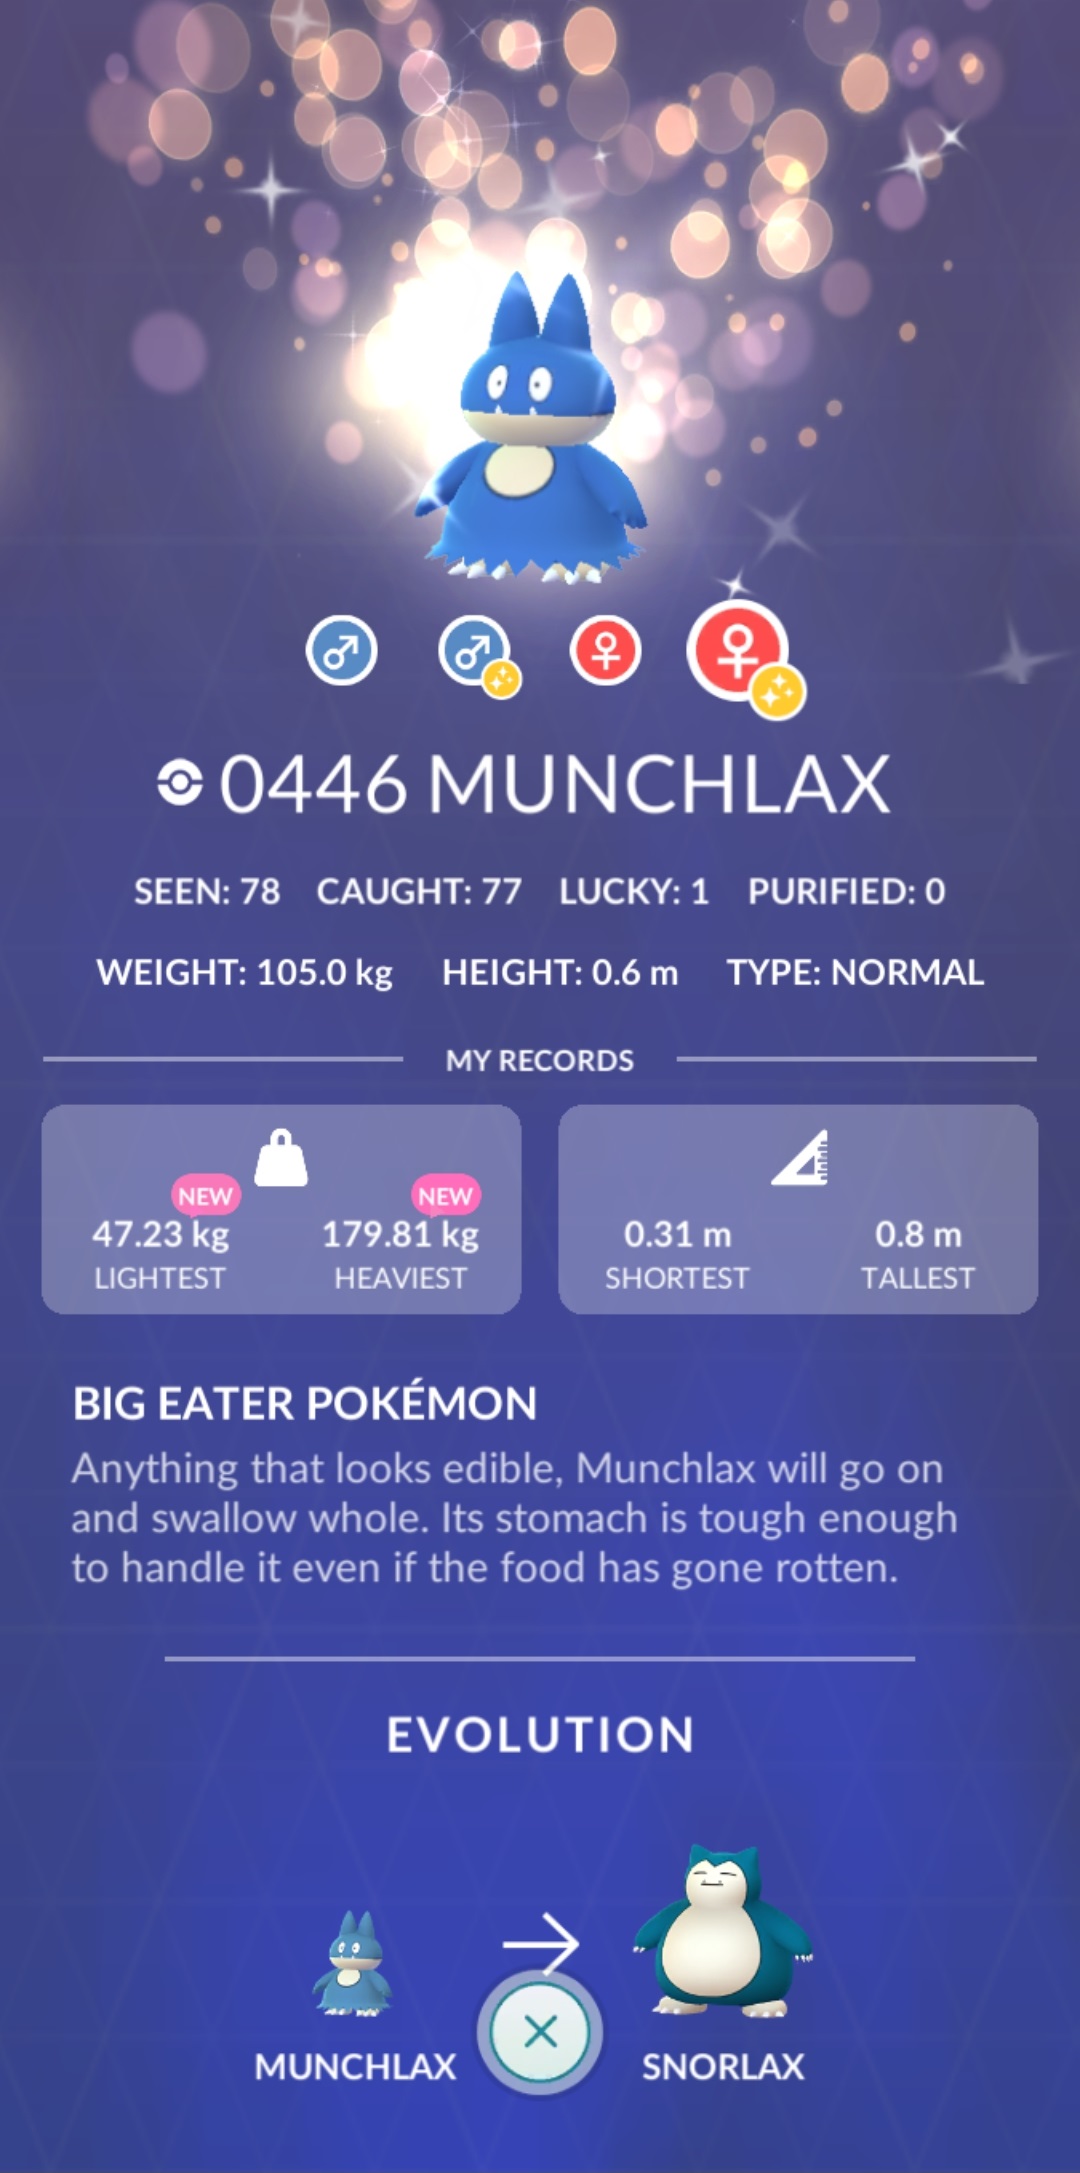 0446 MUNCHLAX
SEEN: 78 CAUGHT: 77 LUCKY: 1 PURIFIED: 0
WEIGHT: 105.0 kg HEIGHT: 0.6 m TYPE: NORMAL
MY RECORDS
NEW NEW
47.23 kg 179.81 kg 0.31 m 0.8 m
LIGHTEST HEAVIEST SHORTEST TALLEST
BIG EATER POKÉMON
Anything that looks edible, Munchlax will go on
and swallow whole. Its stomach is tough enough
to handle it even if the food has gone rotten.
EVOLUTION
MUNCHLAX SNORLAX